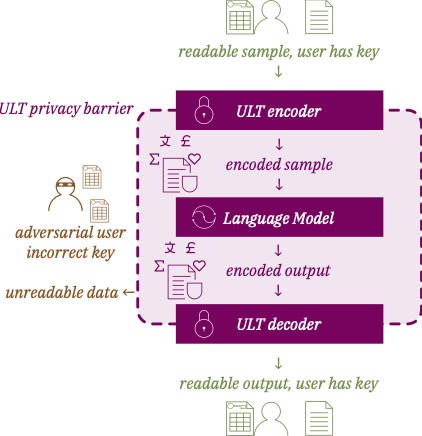 readable sample, user has key
ULT privacy barrier
ULT encoder
encoded sample
Language Model
adversarial user
incorrect key
encoded output
unreadable data
ULT decoder
readable output, user has key